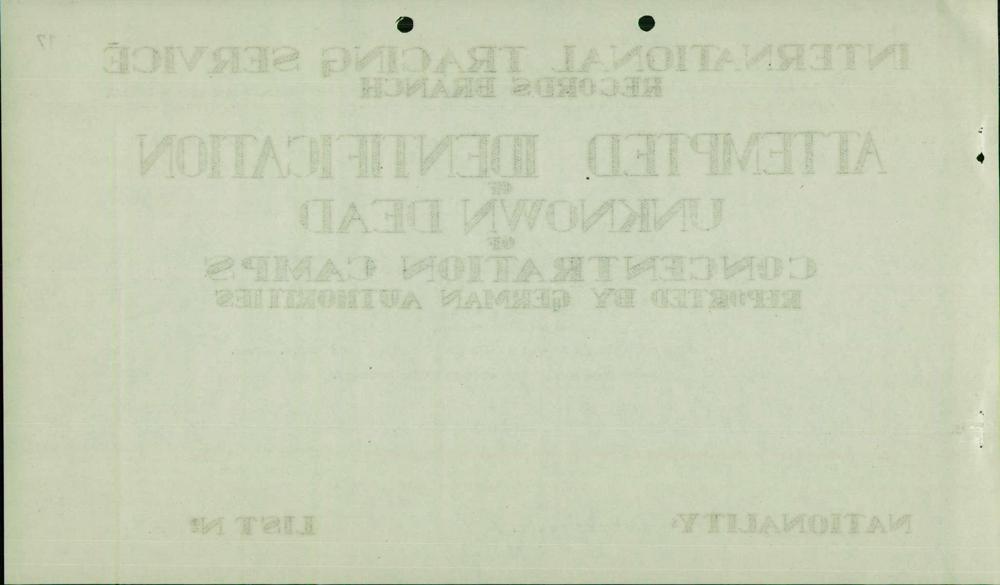 17
INTERNATIONAL TRACING SERVICE
RECORDS BRANCH
ATTEMPTED IDENTIFICATION
OF
UNKNOWN DEAD
OF
CONCENTRATION CAMPS
REPORTED BY GERMAN AUTHORITIES
NATIONALITY: LIST Nº